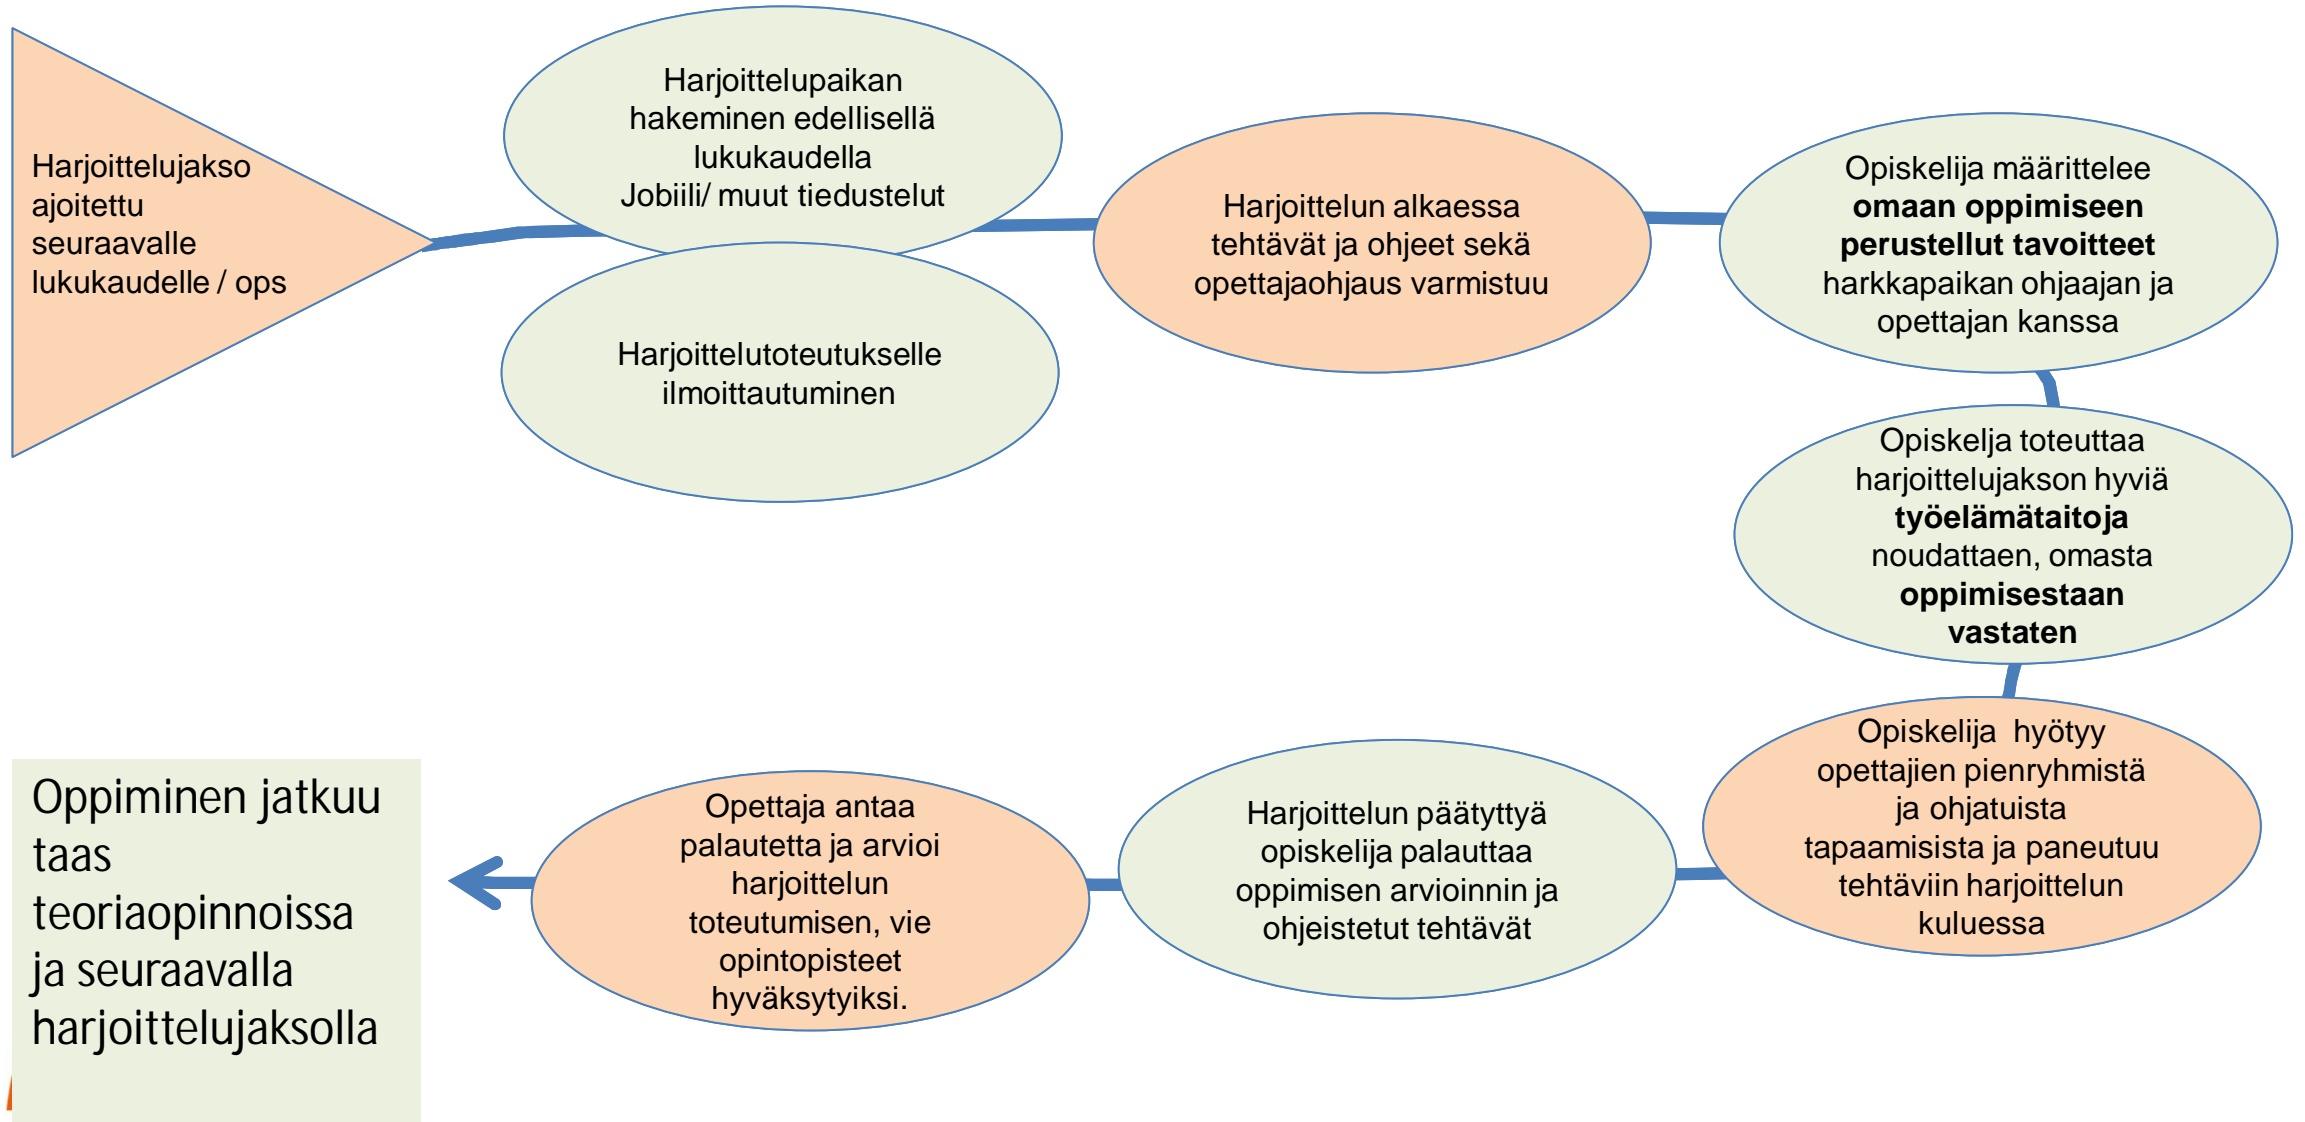 Harjoittelujakso
ajoitettu
seuraavalle
lukukaudelle / ops
Harjoittelupaikan
hakeminen edellisellä
lukukaudella
Jobiili/ muut tiedustelut
Harjoittelutoteutukselle
ilmoittautuminen
Harjoittelun alkaessa
tehtävät ja ohjeet sekä
opettajaohjaus varmistuu
Opiskelija määrittelee
omaan oppimiseen
perustellut tavoitteet
harkkapaikan ohjaajan ja
opettajan kanssa
Opiskelja toteuttaa
harjoittelujakson hyviä
työelämätaitoja
noudattaen, omasta
oppimisestaan
vastaten
Opiskelija hyötyy
opettajien pienryhmistä
ja ohjatuista
tapaamisista ja paneutuu
tehtäviin harjoittelun
kuluessa
Harjoittelun päätyttyä
opiskelija palauttaa
oppimisen arvioinnin ja
ohjeistetut tehtävät
Opettaja antaa
palautetta ja arvioi
harjoittelun
toteutumisen, vie
opintopisteet
hyväksytyiksi.
Oppiminen jatkuu
taas
teoriaopinnoissa
ja seuraavalla
harjoittelujaksolla